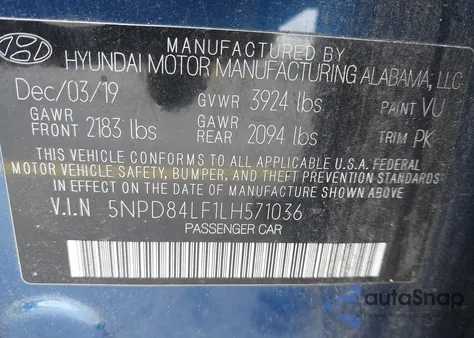 MANUFACTURED BY
HYUNDAI MOTOR MANUFACTURING ALABAMA, LLC
Dec/03/19 GVWR 3924 lbs PAINT VU
GAWR FRONT 2183 lbs GAWR REAR 2094 lbs TRIM PK
THIS VEHICLE CONFORMS TO ALL APPLICABLE U.S.A. FEDERAL
MOTOR VEHICLE SAFETY, BUMPER, AND THEFT PREVENTION STANDARDS
IN EFFECT ON THE DATE OF MANUFACTURE SHOWN ABOVE
V.I.N 5NPD84LF1LH571036
PASSENGER CAR
autaSnap